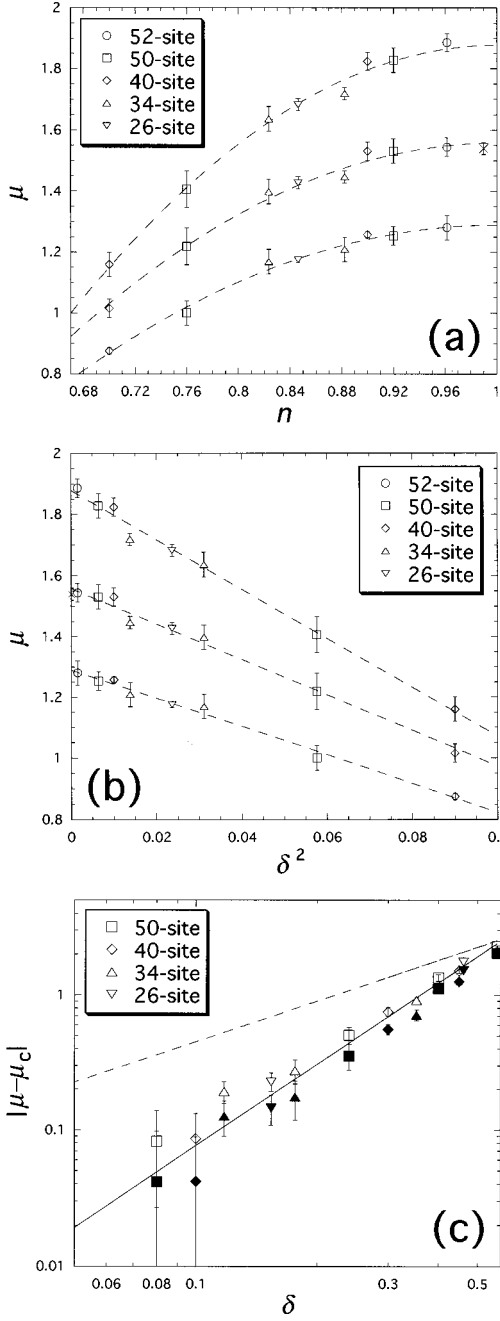 52-site
50-site
40-site
34-site
26-site
2
1.8
1.6
1.4
1.2
1
0.8
μ
0.68
0.72
0.76
0.8
0.84
0.88
0.92
0.96
1
n
(a)
52-site
50-site
40-site
34-site
26-site
2
1.8
1.6
1.4
1.2
1
0.8
μ
0
0.02
0.04
0.06
0.08
0.1
δ²
(b)
50-site
40-site
34-site
26-site
1
0.1
0.01
|μ-μc|
0.06
0.08
0.1
0.3
0.5
δ
(c)